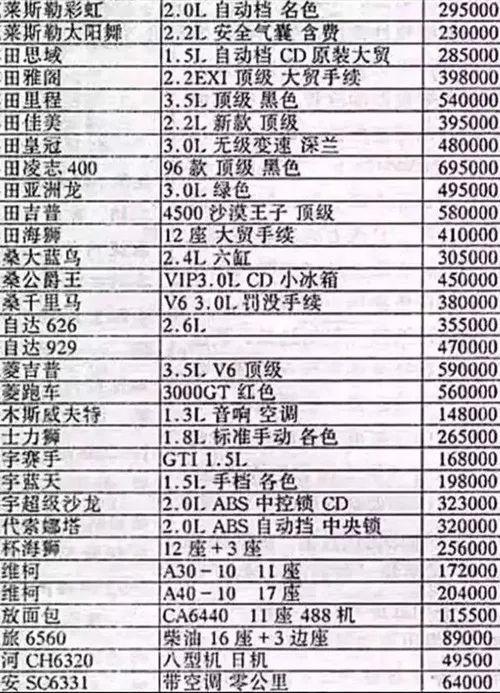 莱斯勒彩虹 2.0L 自动档 名色 295000
莱斯勒太阳舞 2.2L 安全气囊 含费 230000
田思域 1.5L 自动档 CD 原装大贸 285000
田雅阁 2.2EXI 顶级 大贸手续 398000
田里程 3.5L 顶级 黑色 540000
田佳美 2.2L 新款 顶级 395000
田皇冠 3.0L 无级变速 深兰 480000
田凌志 400 96 款 顶级 黑色 695000
田亚洲龙 3.0L 绿色 495000
田吉普 4500 沙漠王子 顶级 580000
田海狮 12 座 大贸手续 410000
桑大蓝鸟 2.4L 六缸 305000
桑公爵王 VIP3.0L CD 小冰箱 450000
桑千里马 V6 3.0L 罚没手续 380000
自达 626 2.6L 355000
自达 929 470000
菱吉普 3.5L V6 顶级 590000
菱跑车 3000GT 红色 560000
木斯威夫特 1.3L 音响 空调 148000
士力狮 1.8L 标准手动 各色 265000
宇赛手 GTI 1.5L 168000
宇蓝天 1.5L 手档 各色 198000
宇超级沙龙 2.0L ABS 中控锁 CD 323000
代索娜塔 2.0L ABS 自动挡 中央锁 320000
杯海狮 12 座+3 座 256000
维柯 A30-10 11 座 172000
维柯 A40-10 17 座 204000
放面包 CA6440 11 座 488 机 115500
旅 6560 柴油 16 座+3 边座 89000
河 CH6320 八型机 日机 49500
安 SC6331 带空调 零公里 64000